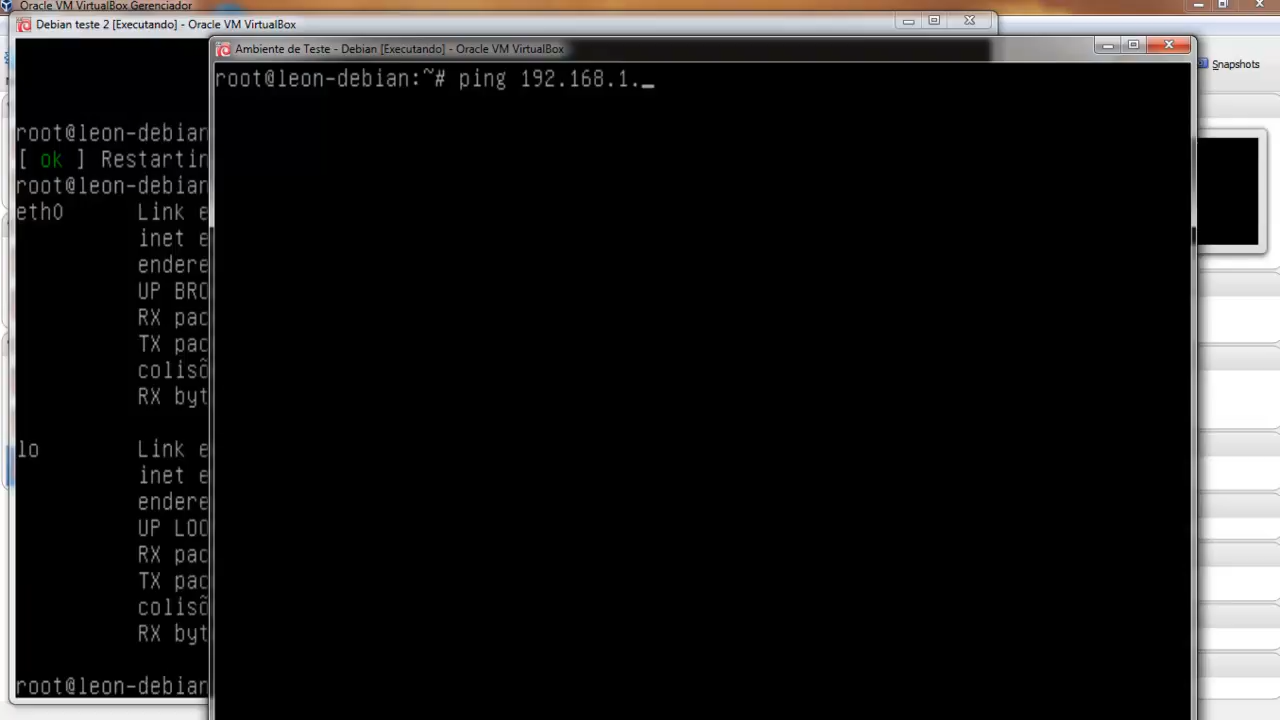 Oracle VM VirtualBox Gerenciador
Debian teste 2 [Executando] - Oracle VM VirtualBox
Ambiente de Teste - Debian [Executando] - Oracle VM VirtualBox
Snapshots
root@leon-debian:~# ping 192.168.1._
root@leon-debian
[ ok ] Restartin
root@leon-debian
eth0 Link e
inet e
endere
UP BRO
RX pac
TX pac
colisõ
RX byt
lo Link e
inet e
endere
UP LOO
RX pac
TX pac
colisõ
RX byt
root@leon-debian